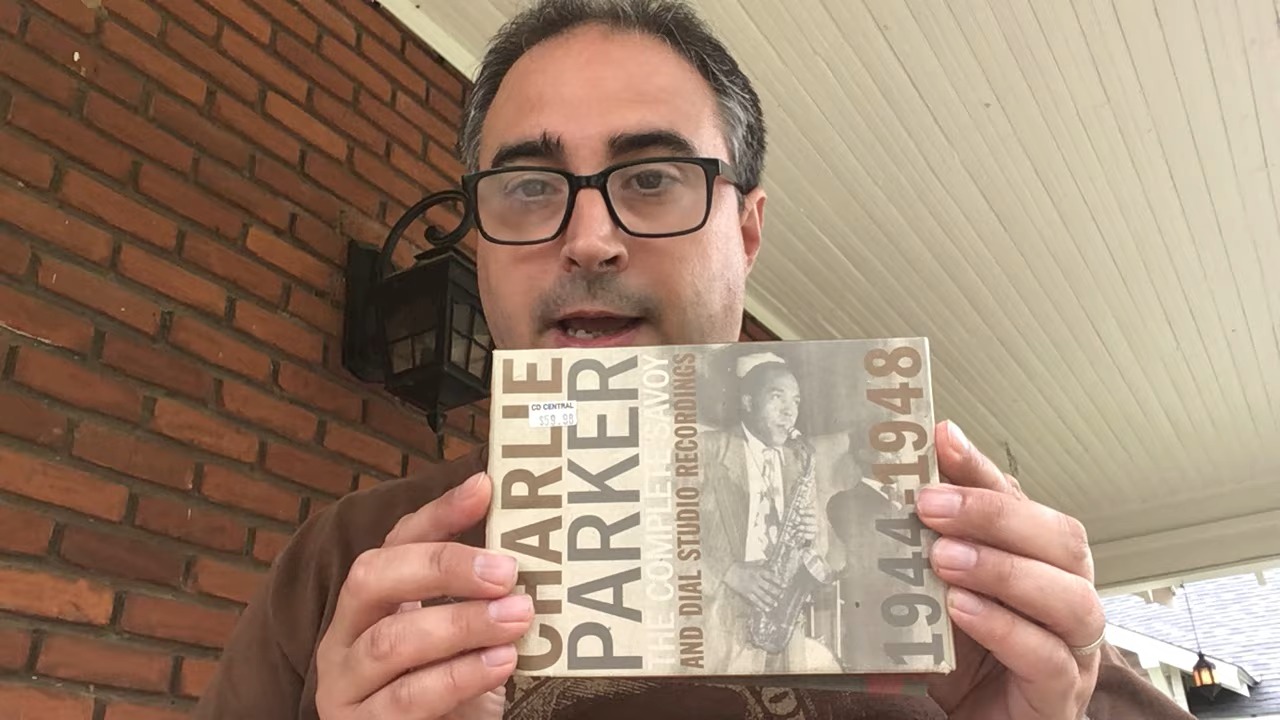 CHARLIE
PARKER
THE COMPLETE SAVOY
AND DIAL STUDIO RECORDINGS
1944-1948
CD CENTRAL
$59.98